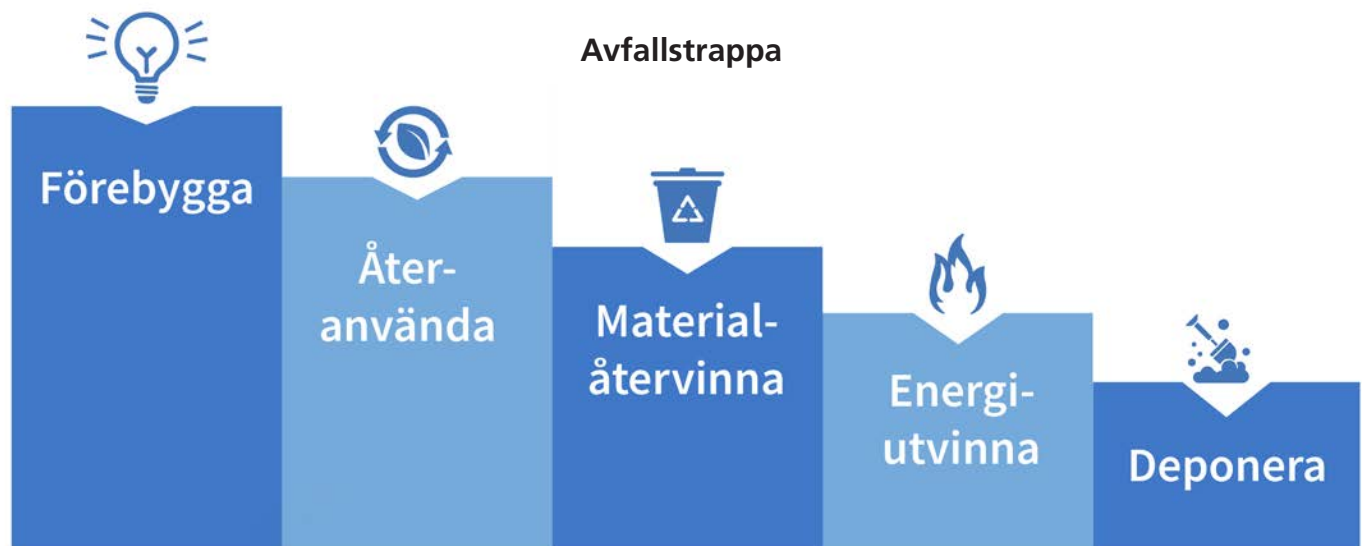 Avfallstrappa
Förebygga
Åter-
använda
Material-
återvinna
Energi-
utvinna
Deponera